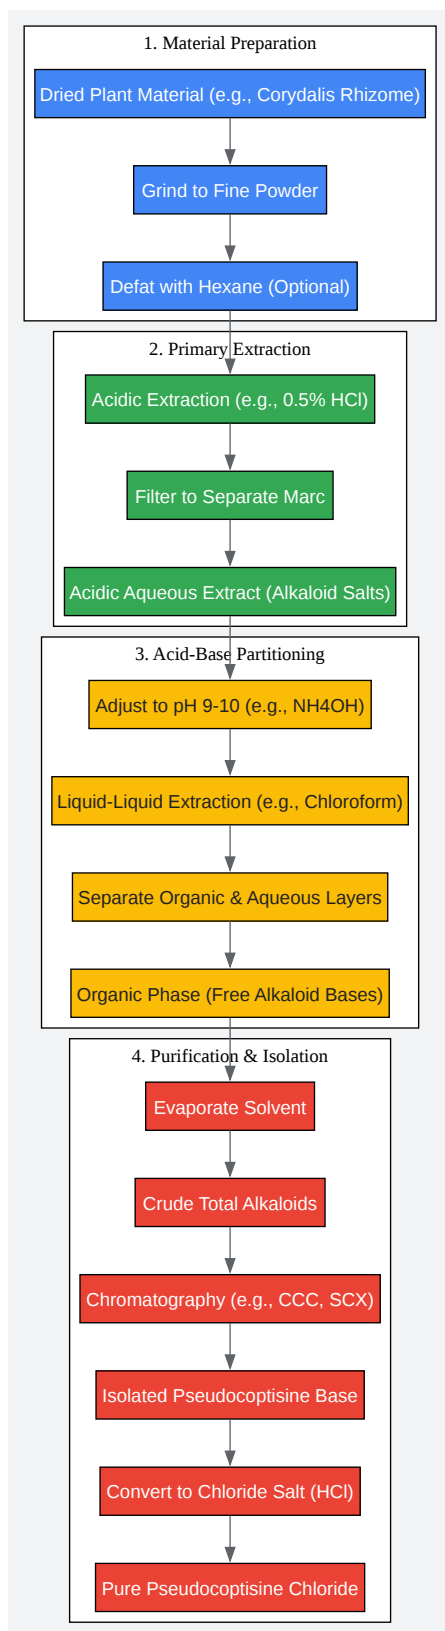 1. Material Preparation
Dried Plant Material (e.g., Corydalis Rhizome)
Grind to Fine Powder
Defat with Hexane (Optional)
2. Primary Extraction
Acidic Extraction (e.g., 0.5% HCl)
Filter to Separate Marc
Acidic Aqueous Extract (Alkaloid Salts)
3. Acid-Base Partitioning
Adjust to pH 9-10 (e.g., NH4OH)
Liquid-Liquid Extraction (e.g., Chloroform)
Separate Organic & Aqueous Layers
Organic Phase (Free Alkaloid Bases)
4. Purification & Isolation
Evaporate Solvent
Crude Total Alkaloids
Chromatography (e.g., CCC, SCX)
Isolated Pseudocoptisine Base
Convert to Chloride Salt (HCl)
Pure Pseudocoptisine Chloride